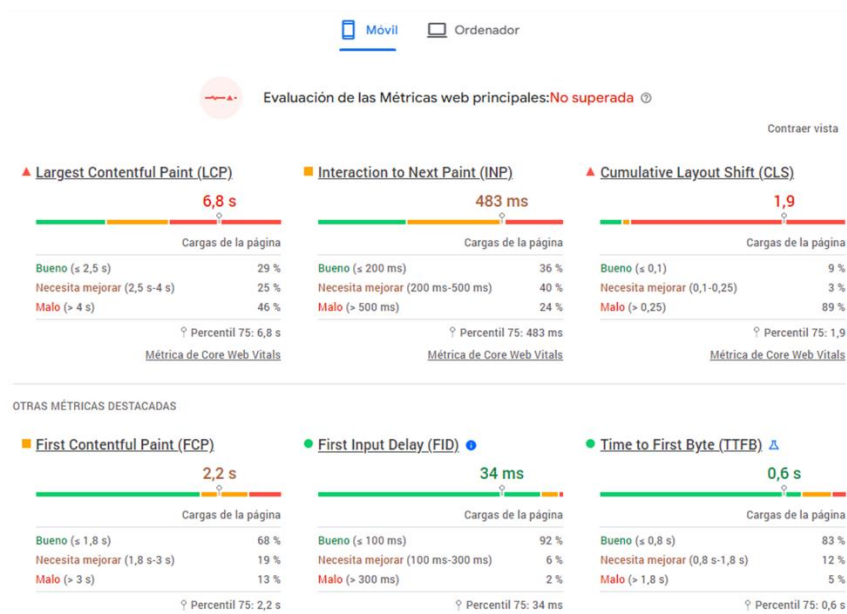 Móvil Ordenador
Evaluación de las Métricas web principales:No superada
Contraer vista
Largest Contentful Paint (LCP)
6,8 s
Cargas de la página
Bueno (≤ 2,5 s) 29 %
Necesita mejorar (2,5 s-4 s) 25 %
Malo (> 4 s) 46 %
Percentil 75: 6,8 s
Métrica de Core Web Vitals
Interaction to Next Paint (INP)
483 ms
Cargas de la página
Bueno (≤ 200 ms) 36 %
Necesita mejorar (200 ms-500 ms) 40 %
Malo (> 500 ms) 24 %
Percentil 75: 483 ms
Métrica de Core Web Vitals
Cumulative Layout Shift (CLS)
1,9
Cargas de la página
Bueno (≤ 0,1) 9 %
Necesita mejorar (0,1-0,25) 3 %
Malo (> 0,25) 89 %
Percentil 75: 1,9
Métrica de Core Web Vitals
OTRAS MÉTRICAS DESTACADAS
First Contentful Paint (FCP)
2,2 s
Cargas de la página
Bueno (≤ 1,8 s) 68 %
Necesita mejorar (1,8 s-3 s) 19 %
Malo (> 3 s) 13 %
Percentil 75: 2,2 s
First Input Delay (FID)
34 ms
Cargas de la página
Bueno (≤ 100 ms) 92 %
Necesita mejorar (100 ms-300 ms) 6 %
Malo (> 300 ms) 2 %
Percentil 75: 34 ms
Time to First Byte (TTFB)
0,6 s
Cargas de la página
Bueno (≤ 0,8 s) 83 %
Necesita mejorar (0,8 s-1,8 s) 12 %
Malo (> 1,8 s) 5 %
Percentil 75: 0,6 s